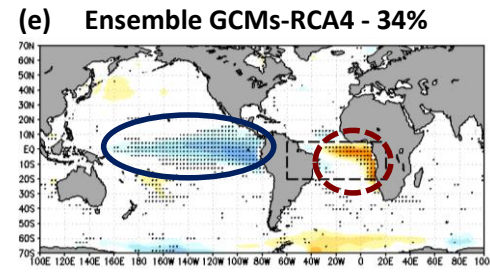 (e) Ensemble GCMs-RCA4 - 34%
70N
60N
50N
40N
30N
20N
10N
EQ
10S
20S
30S
40S
50S
60S
70S
100E 120E 140E 160E 180 160W 140W 120W 100W 80W 60W 40W 20W 0 20E 40E 60E 80E 100E